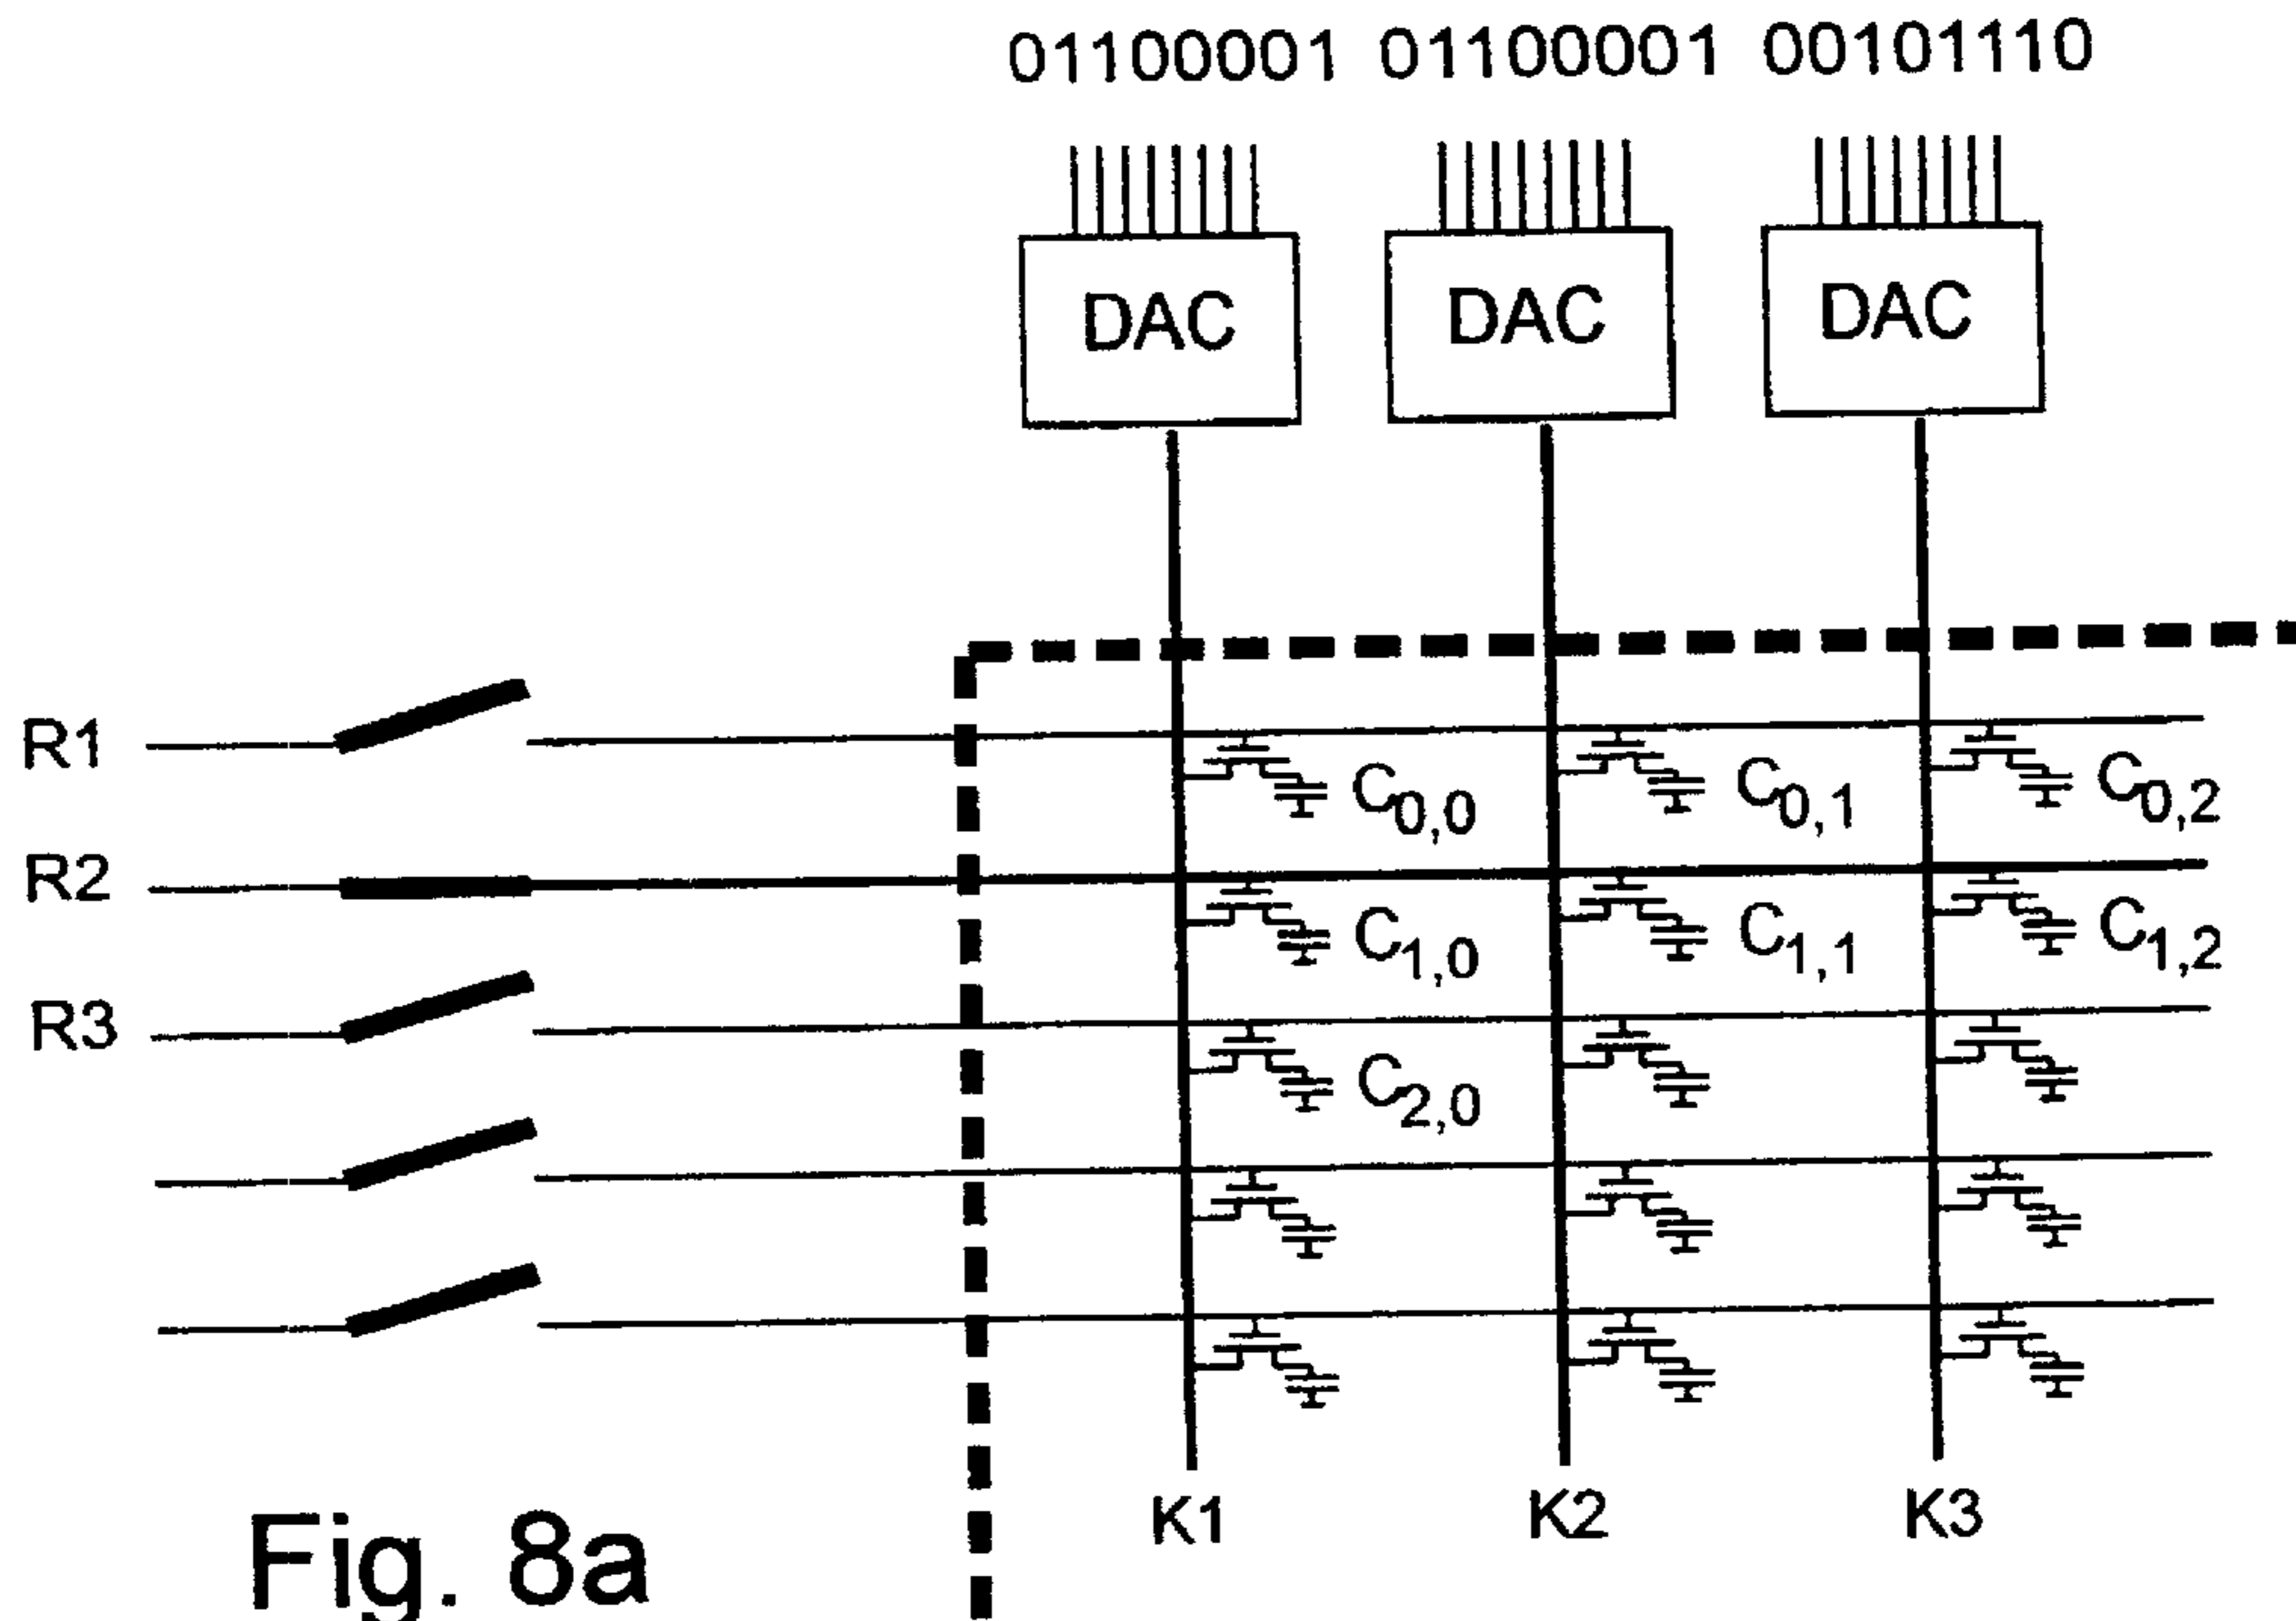 01100001 01100001 00101110
DAC DAC DAC
R1
C0,0 C0,1 C0,2
R2
C1,0 C1,1 C1,2
R3
C2,0
K1 K2 K3
Fig. 8a